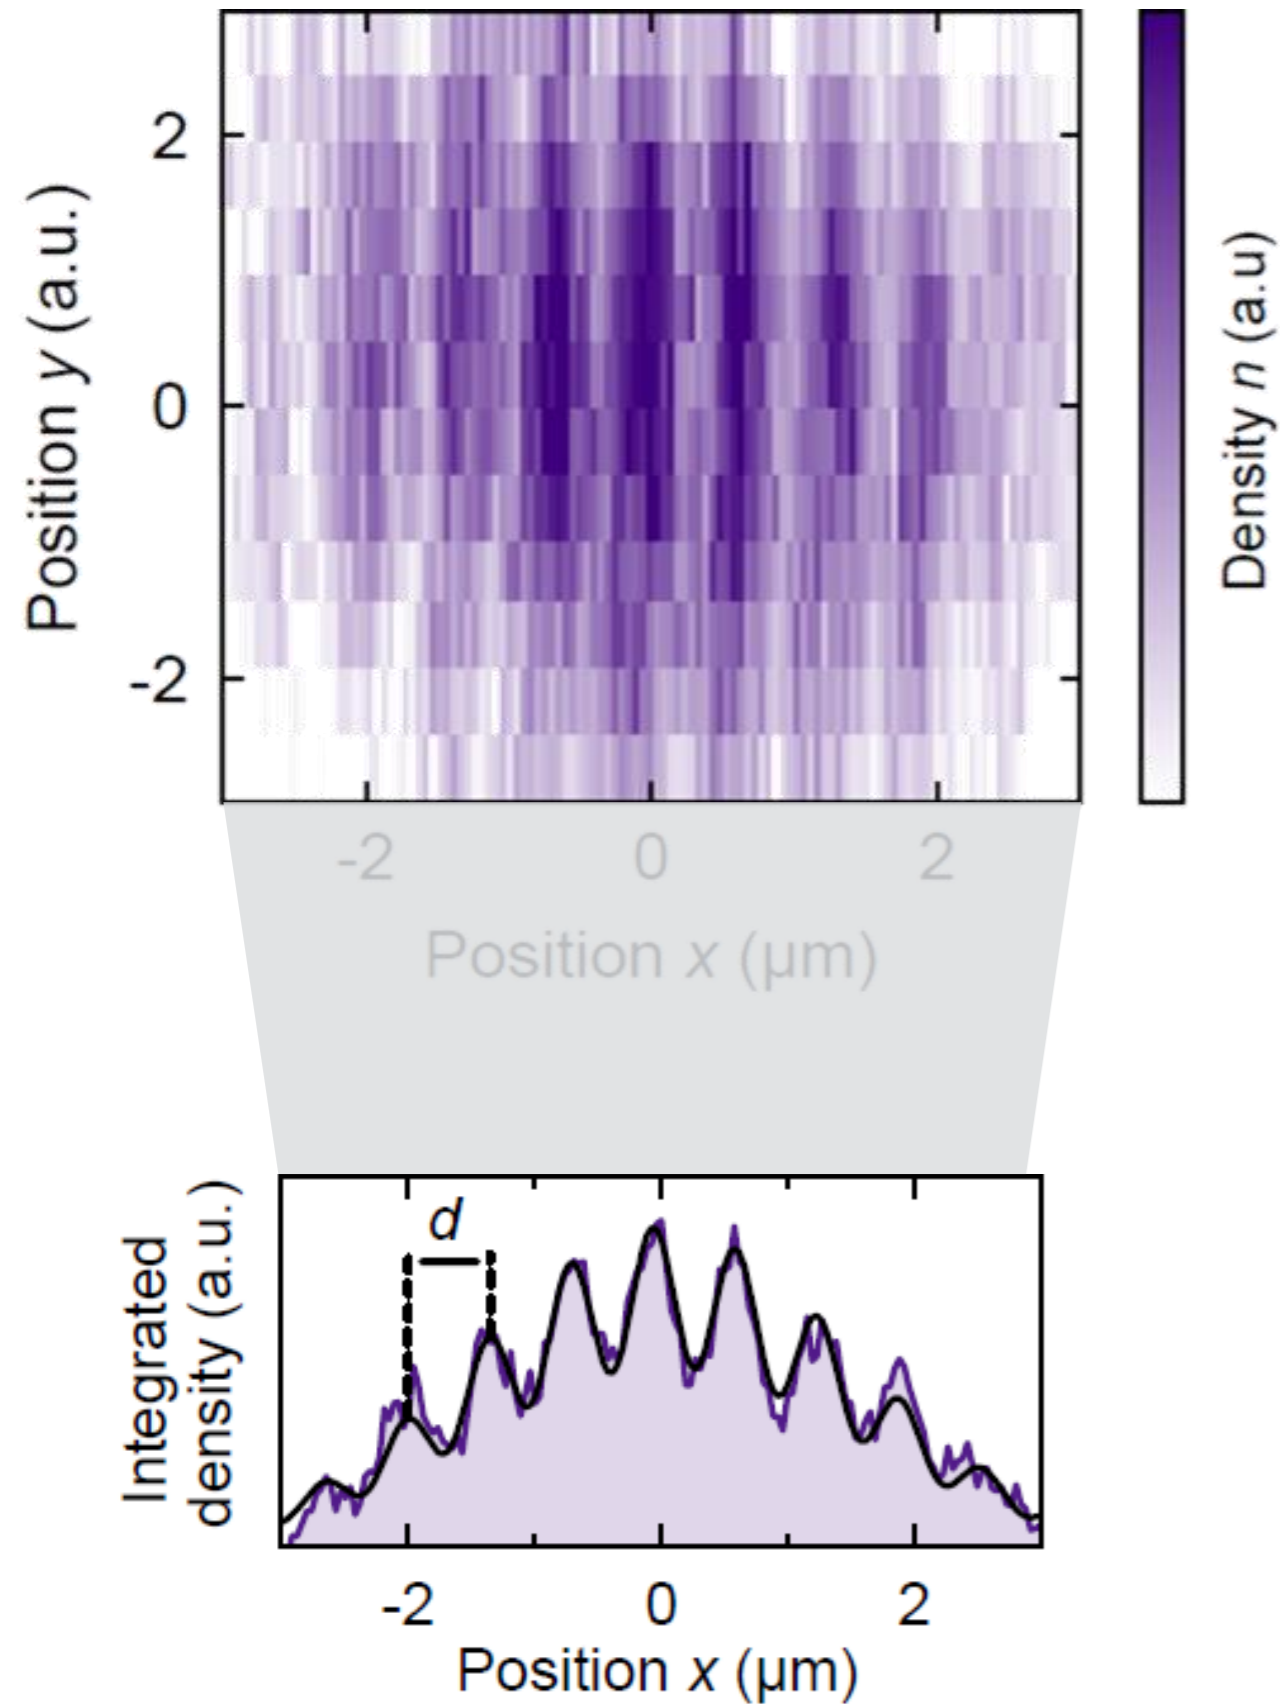 2
0
-2
Position y (a.u.)
Density n (a.u)
-2 0 2
Position x (µm)
d
Integrated
density (a.u.)
-2 0 2
Position x (µm)